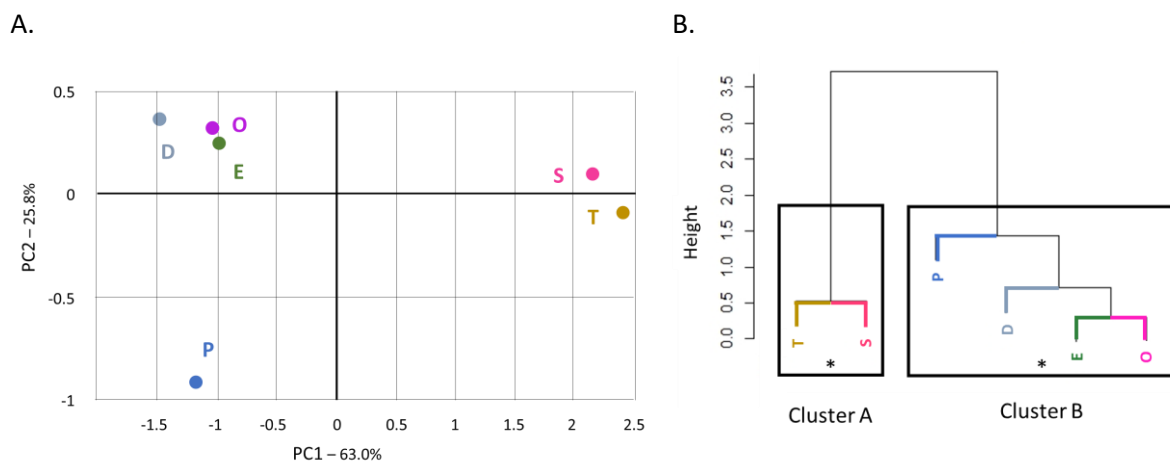 A.
B.
0.5
0
-0.5
-1
PC2 – 25.8%
D
O
E
S
T
P
-1.5 -1 -0.5 0 0.5 1 1.5 2 2.5
PC1 – 63.0%
Height
3.5
3.0
2.5
2.0
1.5
1.0
0.5
0.0
T
S
P
D
E
O
* *
Cluster A
Cluster B